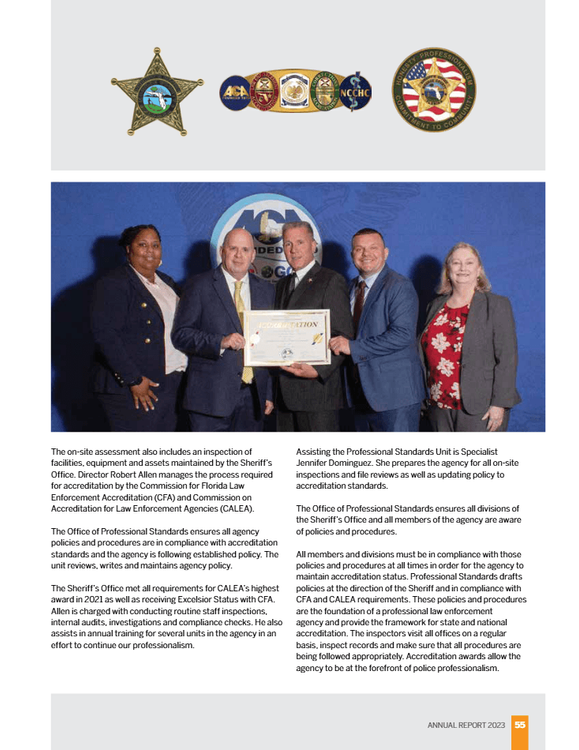 ACA
NCCHC
HONESTY PROFESSIONALISM
COMMITMENT TO COMMUNITY
ACA
ACCREDITATION
The on-site assessment also includes an inspection of
facilities, equipment and assets maintained by the Sheriff's
Office. Director Robert Allen manages the process required
for accreditation by the Commission for Florida Law
Enforcement Accreditation (CFA) and Commission on
Accreditation for Law Enforcement Agencies (CALEA).
The Office of Professional Standards ensures all agency
policies and procedures are in compliance with accreditation
standards and the agency is following established policy. The
unit reviews, writes and maintains agency policy.
The Sheriff's Office met all requirements for CALEA's highest
award in 2021 as well as receiving Excelsior Status with CFA.
Allen is charged with conducting routine staff inspections,
internal audits, investigations and compliance checks. He also
assists in annual training for several units in the agency in an
effort to continue our professionalism.
Assisting the Professional Standards Unit is Specialist
Jennifer Dominguez. She prepares the agency for all on-site
inspections and file reviews as well as updating policy to
accreditation standards.
The Office of Professional Standards ensures all divisions of
the Sheriff's Office and all members of the agency are aware
of policies and procedures.
All members and divisions must be in compliance with those
policies and procedures at all times in order for the agency to
maintain accreditation status. Professional Standards drafts
policies at the direction of the Sheriff and in compliance with
CFA and CALEA requirements. These policies and procedures
are the foundation of a professional law enforcement
agency and provide the framework for state and national
accreditation. The inspectors visit all offices on a regular
basis, inspect records and make sure that all procedures are
being followed appropriately. Accreditation awards allow the
agency to be at the forefront of police professionalism.
ANNUAL REPORT 2023 55